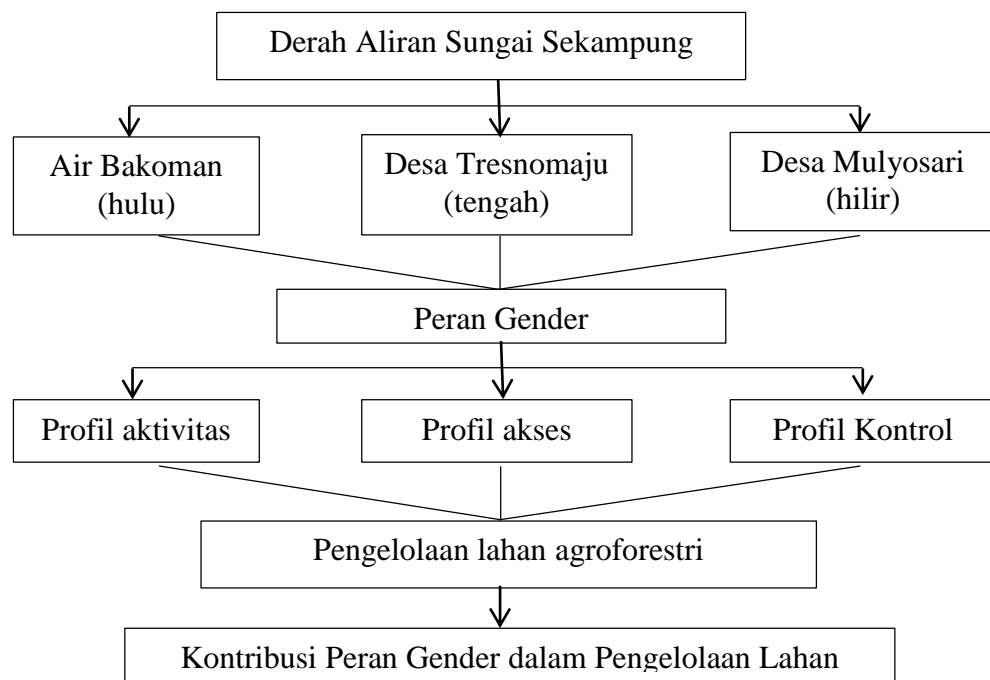 Derah Aliran Sungai Sekampung
Air Bakoman
(hulu)
Desa Tresnomaju
(tengah)
Desa Mulyosari
(hilir)
Peran Gender
Profil aktivitas
Profil akses
Profil Kontrol
Pengelolaan lahan agroforestri
Kontribusi Peran Gender dalam Pengelolaan Lahan